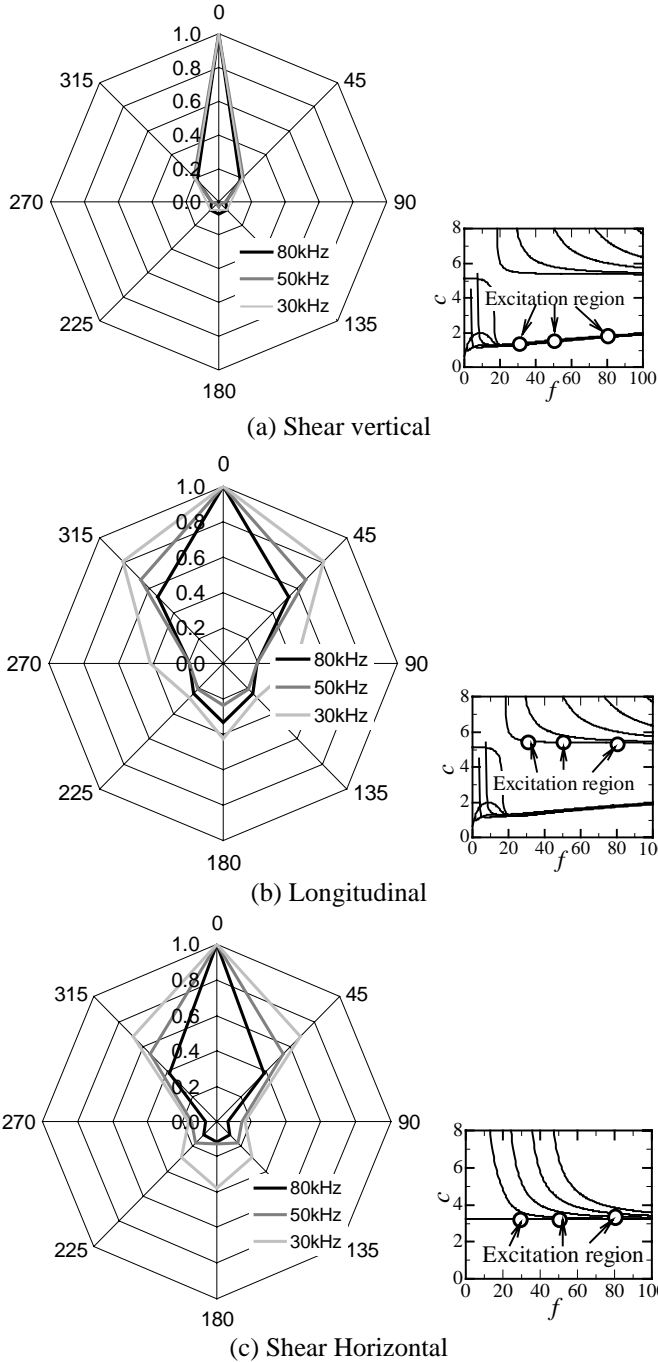 0
1.0
315
45
0.8
0.6
0.4
0.2
270
0.0
90
80kHz
50kHz
30kHz
225
135
180
8
6
4
2
0
c
Excitation region
0 20 40 60 80 100
f
(a) Shear vertical
0
1.0
315
45
0.8
0.6
0.4
0.2
270
0.0
90
80kHz
50kHz
30kHz
225
135
180
8
6
4
2
0
c
Excitation region
0 20 40 60 80 100
f
(b) Longitudinal
0
1.0
315
45
0.8
0.6
0.4
0.2
270
0.0
90
80kHz
50kHz
30kHz
225
135
180
8
6
4
2
0
c
Excitation region
0 20 40 60 80 100
f
(c) Shear Horizontal